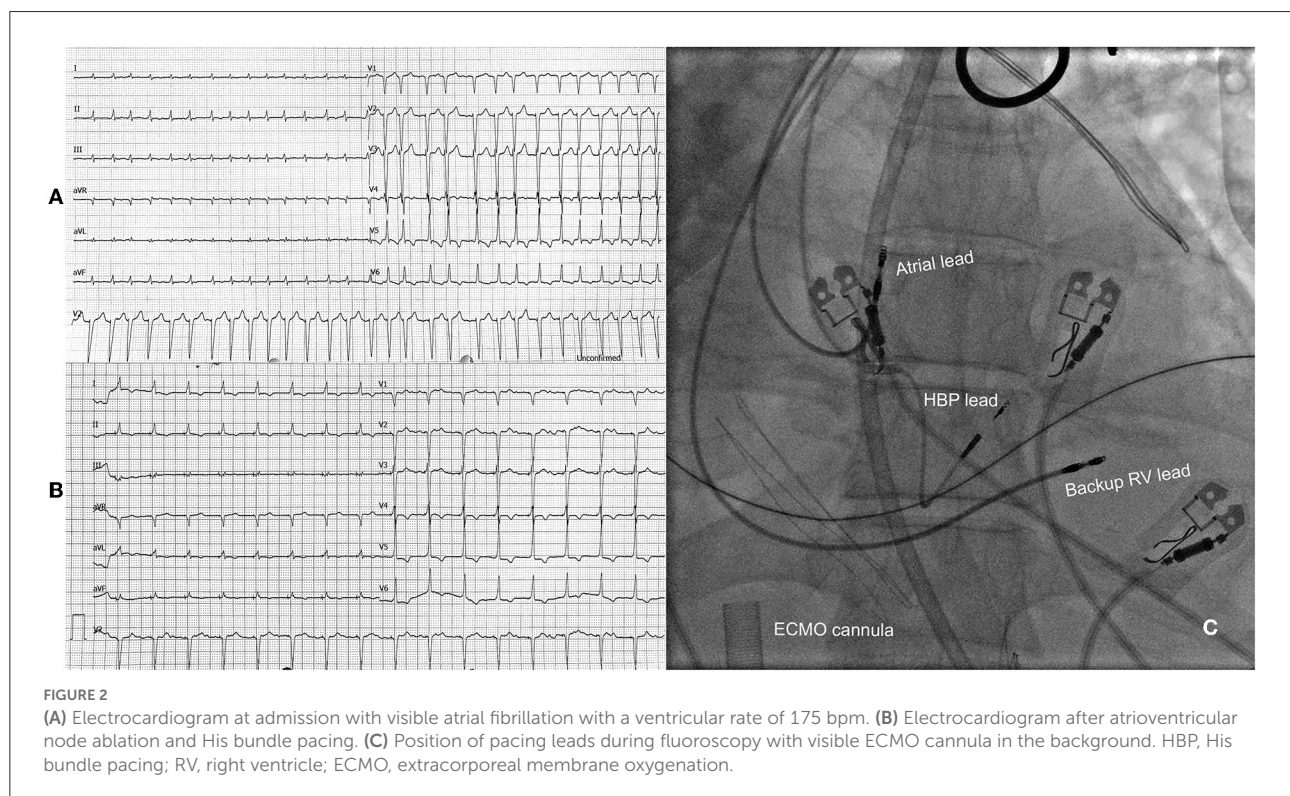 I
V1
II
V2
III
V3
A
aVR
V4
aVL
V5
aVF
V6
V2
Unconfirmed
I
V1
II
V2
III
V3
B
aVR
V4
aVL
V5
aVF
V6
V2
Atrial lead
HBP lead
Backup RV lead
ECMO cannula
C
FIGURE 2
(A) Electrocardiogram at admission with visible atrial fibrillation with a ventricular rate of 175 bpm. (B) Electrocardiogram after atrioventricular
node ablation and His bundle pacing. (C) Position of pacing leads during fluoroscopy with visible ECMO cannula in the background. HBP, His
bundle pacing; RV, right ventricle; ECMO, extracorporeal membrane oxygenation.